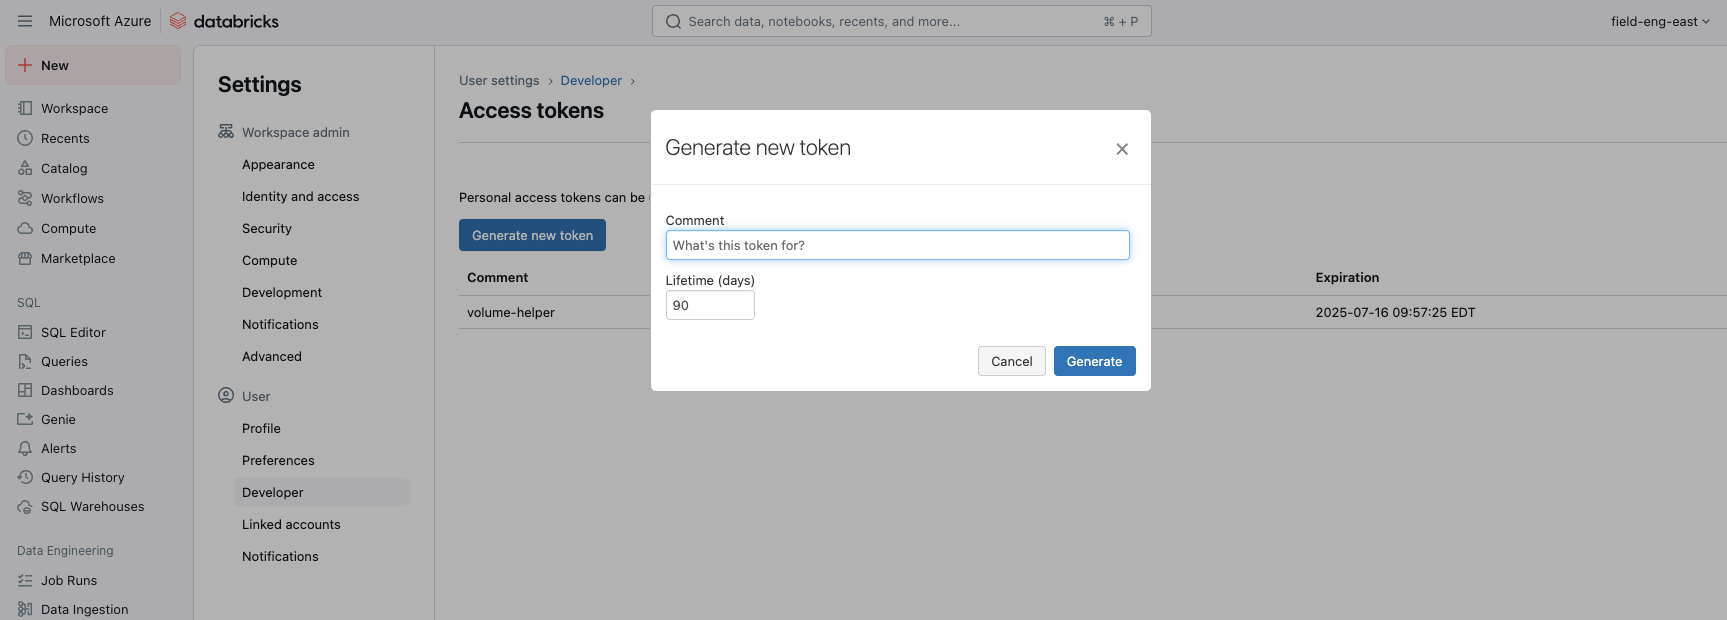 Microsoft Azure
databricks
Search data, notebooks, recents, and more...
⌘ + P
field-eng-east
New
Workspace
Recents
Catalog
Workflows
Compute
Marketplace
SQL
SQL Editor
Queries
Dashboards
Genie
Alerts
Query History
SQL Warehouses
Data Engineering
Job Runs
Data Ingestion
Settings
Workspace admin
Appearance
Identity and access
Security
Compute
Development
Notifications
Advanced
User
Profile
Preferences
Developer
Linked accounts
Notifications
User settings › Developer ›
Access tokens
Personal access tokens can be
Generate new token
Comment
Expiration
volume-helper
2025-07-16 09:57:25 EDT
Generate new token
Comment
What's this token for?
Lifetime (days)
90
Cancel
Generate